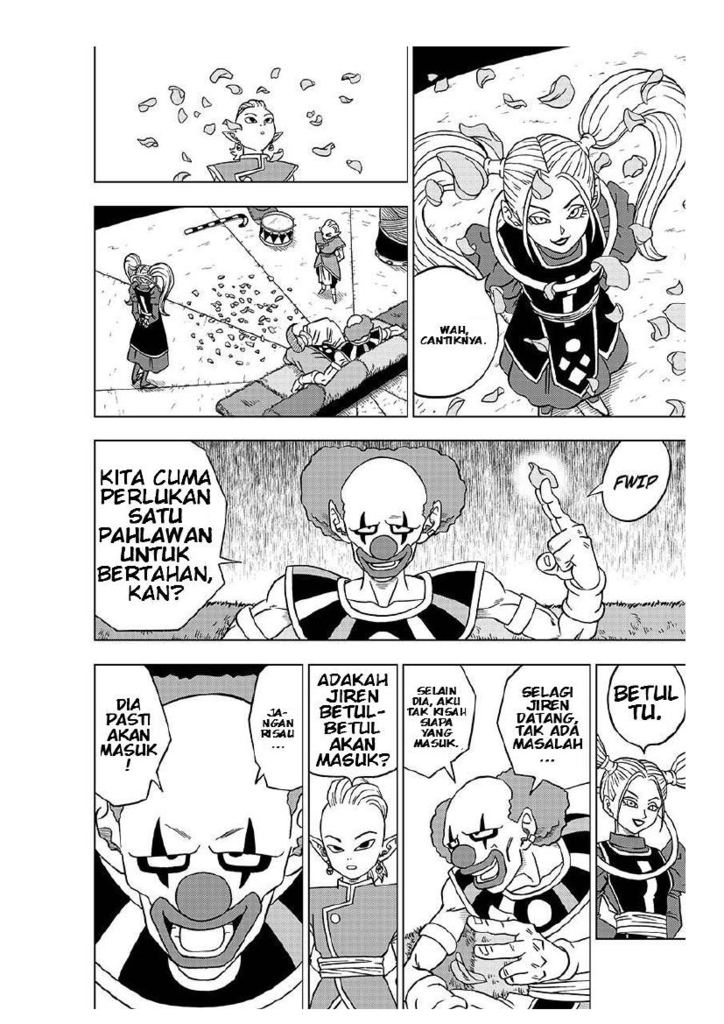 WAH,
CANTIKNYA.
FWIP
KITA CUMA
PERLUKAN
SATU
PAHLAWAN
UNTUK
BERTAHAN,
KAN?
BETUL
TU.
SELAGI
JIREN
DATANG,
TAK ADA
MASALAH
...
SELAIN
DIA, AKU
TAK KISAH
SIAPA
YANG
MASUK.
ADAKAH
JIREN
BETUL-
BETUL
AKAN
MASUK?
JA-
NGAN
RISAU
...
DIA
PASTI
AKAN
MASUK
!